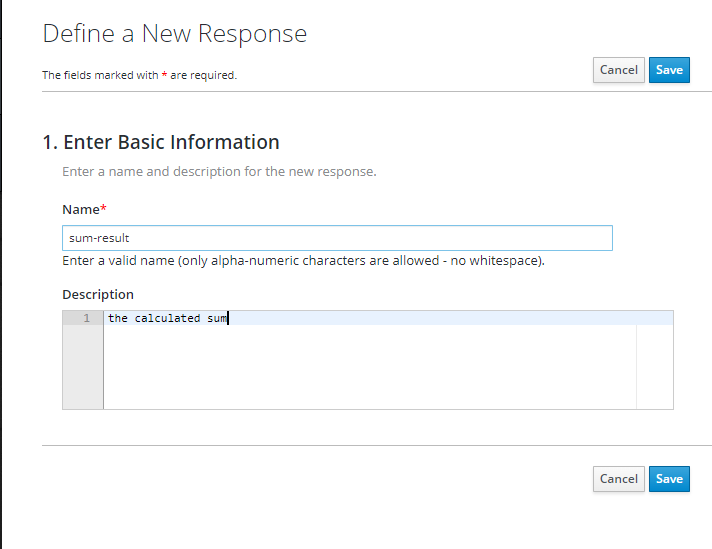 Define a New Response
The fields marked with * are required.
Cancel Save
1. Enter Basic Information
Enter a name and description for the new response.
Name*
sum-result
Enter a valid name (only alpha-numeric characters are allowed - no whitespace).
Description
1 the calculated sum
Cancel Save